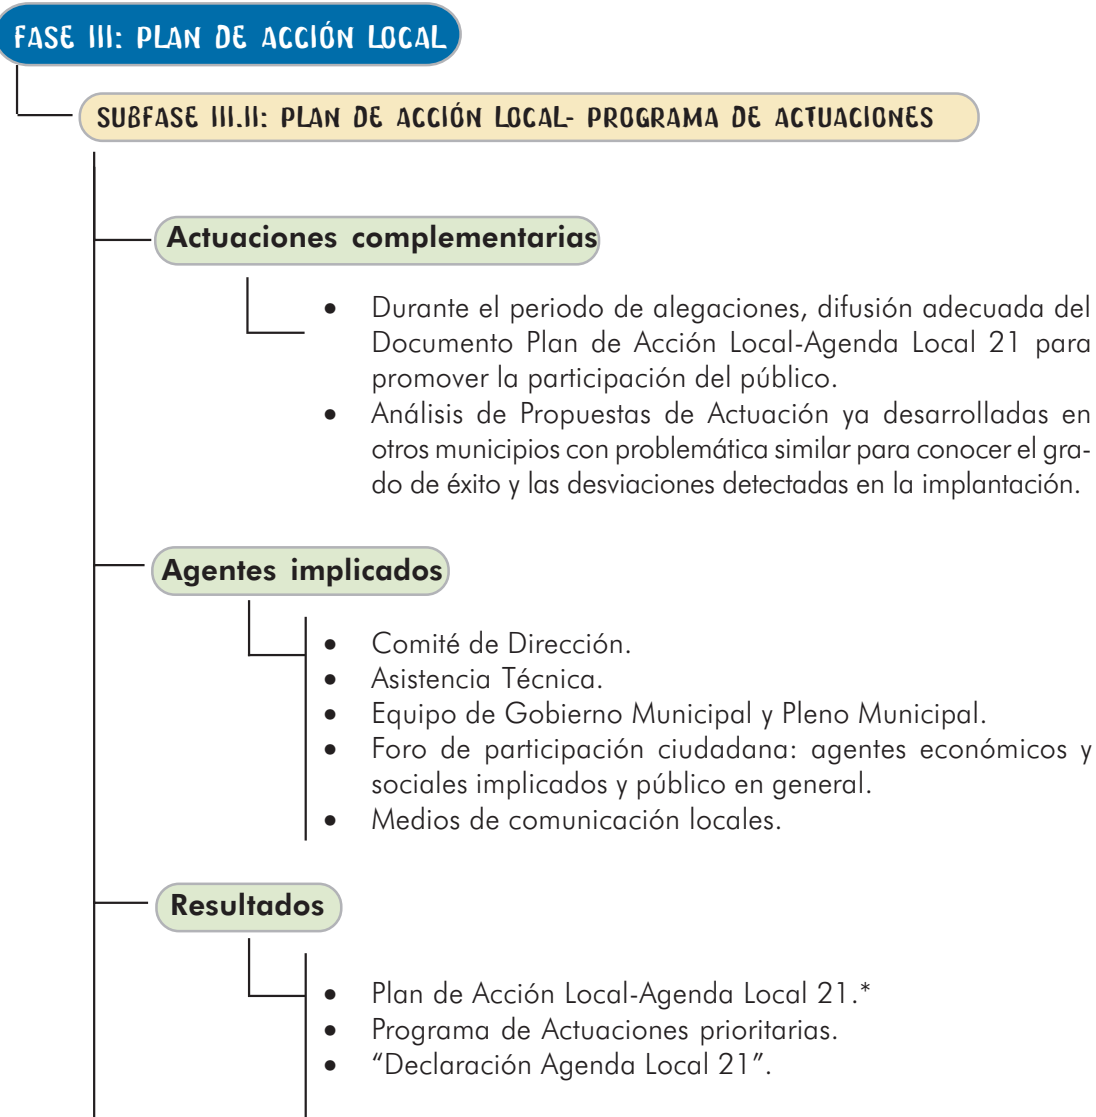 FASE III: PLAN DE ACCIÓN LOCAL
SUBFASE III.II: PLAN DE ACCIÓN LOCAL- PROGRAMA DE ACTUACIONES
Actuaciones complementarias
• Durante el periodo de alegaciones, difusión adecuada del
Documento Plan de Acción Local-Agenda Local 21 para
promover la participación del público.
• Análisis de Propuestas de Actuación ya desarrolladas en
otros municipios con problemática similar para conocer el gra-
do de éxito y las desviaciones detectadas en la implantación.
Agentes implicados
• Comité de Dirección.
• Asistencia Técnica.
• Equipo de Gobierno Municipal y Pleno Municipal.
• Foro de participación ciudadana: agentes económicos y
sociales implicados y público en general.
• Medios de comunicación locales.
Resultados
• Plan de Acción Local-Agenda Local 21.*
• Programa de Actuaciones prioritarias.
• “Declaración Agenda Local 21”.